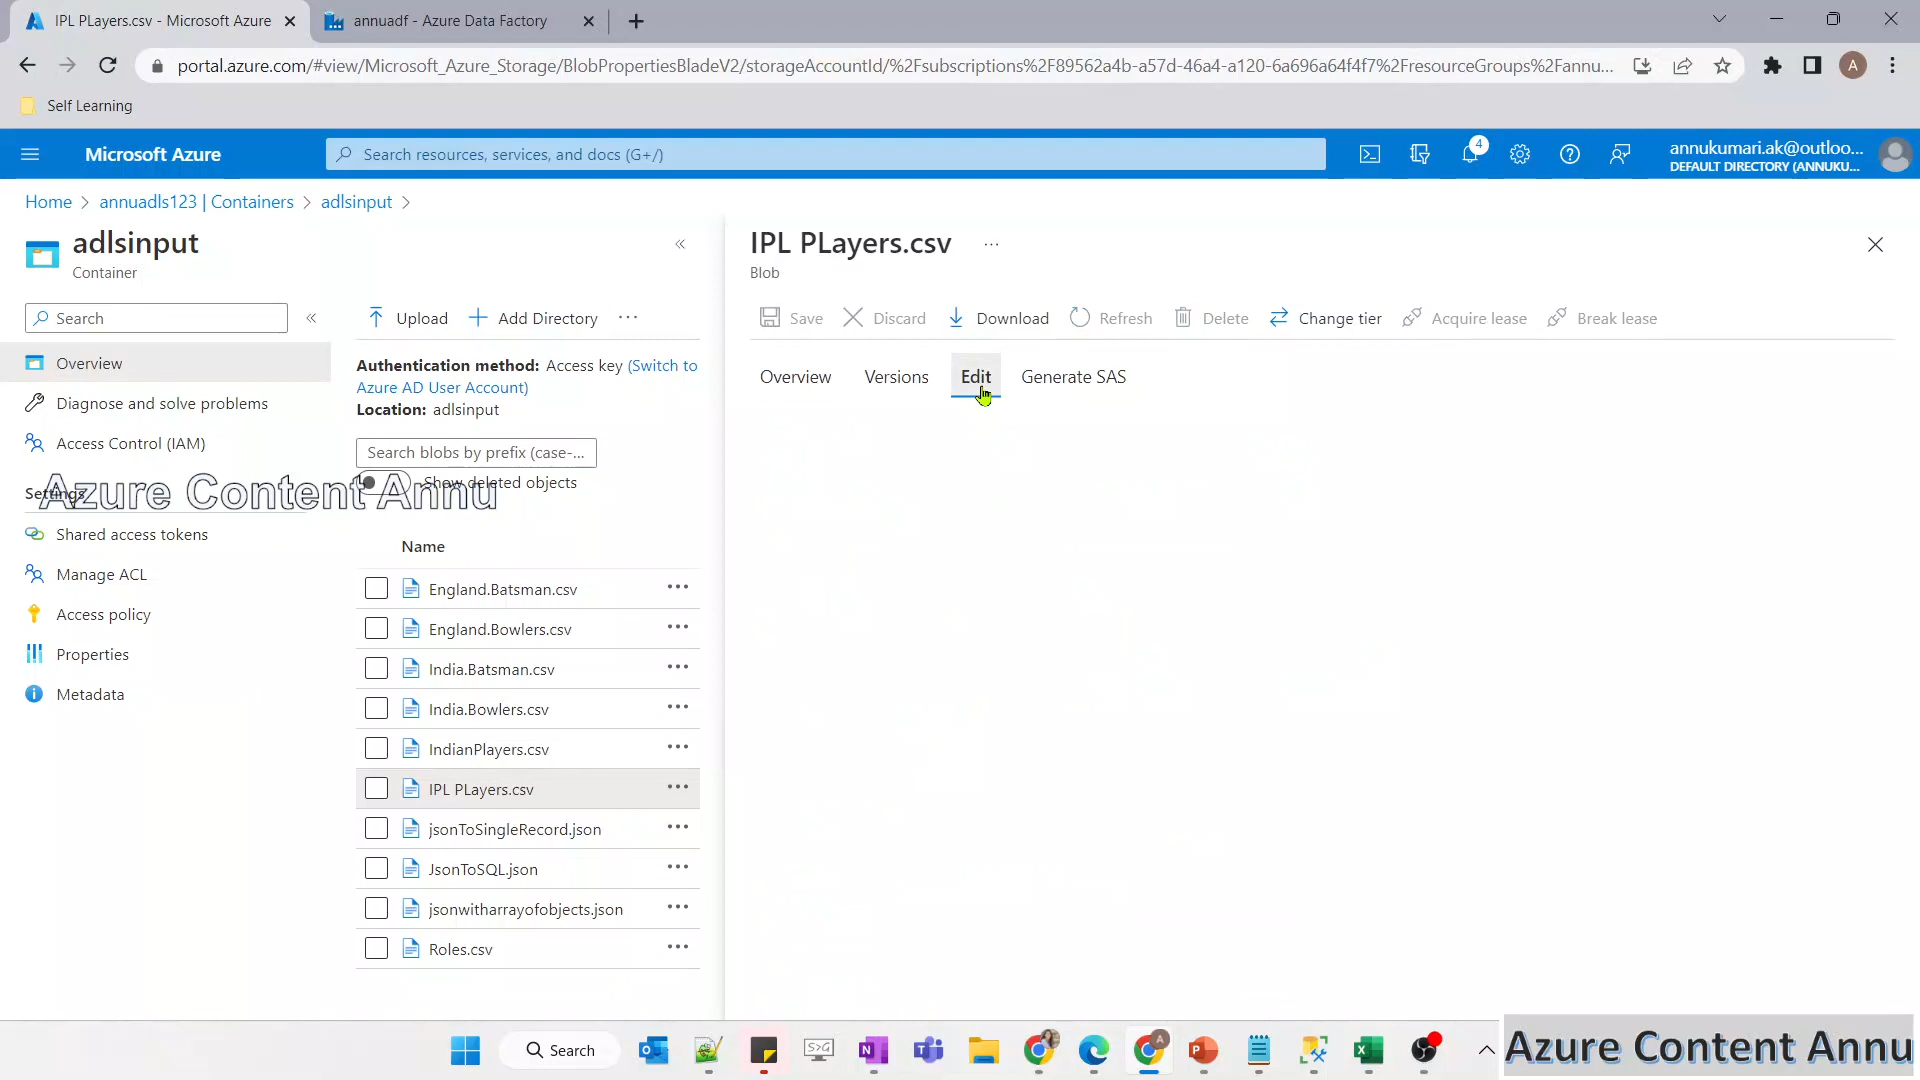 IPL PLayers.csv - Microsoft Azure
annuadf - Azure Data Factory
portal.azure.com/#view/Microsoft_Azure_Storage/BlobPropertiesBladeV2/storageAccountId/%2Fsubscriptions%2F89562a4b-a57d-46a4-a120-6a696a64f4f7%2FresourceGroups%2Fannu...
A
Self Learning
Microsoft Azure
Search resources, services, and docs (G+/)
4
annukumari.ak@outloo...
DEFAULT DIRECTORY (ANNUKU...
Home > annuadls123 | Containers > adlsinput >
adlsinput
Container
Search
Overview
Diagnose and solve problems
Access Control (IAM)
Settings
Shared access tokens
Manage ACL
Access policy
Properties
Metadata
Upload
Add Directory
Authentication method: Access key (Switch to
Azure AD User Account)
Location: adlsinput
Search blobs by prefix (case-...
Show deleted objects
Azure Content Annu
Name
England.Batsman.csv
England.Bowlers.csv
India.Batsman.csv
India.Bowlers.csv
IndianPlayers.csv
IPL PLayers.csv
jsonToSingleRecord.json
JsonToSQL.json
jsonwitharrayofobjects.json
Roles.csv
IPL PLayers.csv ...
Blob
Save
Discard
Download
Refresh
Delete
Change tier
Acquire lease
Break lease
Overview
Versions
Edit
Generate SAS
Search
Azure Content Annu